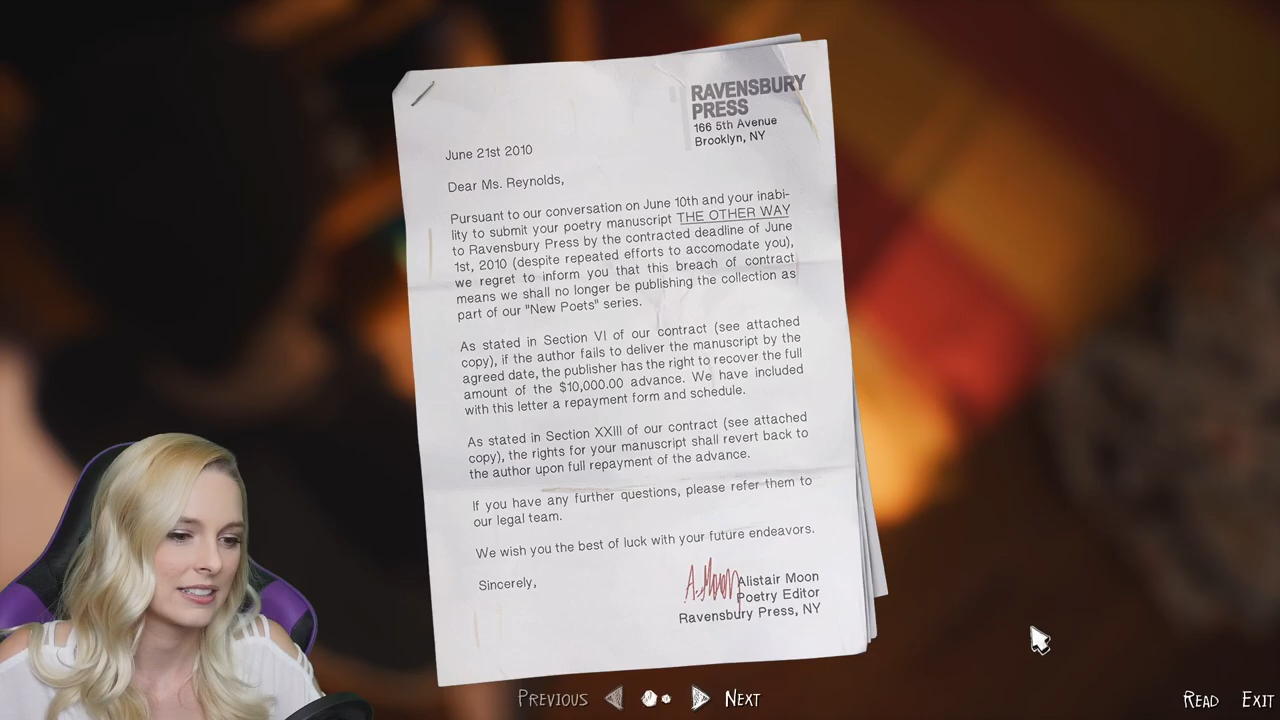 RAVENSBURY
PRESS
166 5th Avenue
Brooklyn, NY
June 21st 2010
Dear Ms. Reynolds,
Pursuant to our conversation on June 10th and your inabi-
lity to submit your poetry manuscript THE OTHER WAY
to Ravensbury Press by the contracted deadline of June
1st, 2010 (despite repeated efforts to accomodate you),
we regret to inform you that this breach of contract
means we shall no longer be publishing the collection as
part of our "New Poets" series.
As stated in Section VI of our contract (see attached
copy), if the author fails to deliver the manuscript by the
agreed date, the publisher has the right to recover the full
amount of the $10,000.00 advance. We have included
with this letter a repayment form and schedule.
As stated in Section XXIII of our contract (see attached
copy), the rights for your manuscript shall revert back to
the author upon full repayment of the advance.
If you have any further questions, please refer them to
our legal team.
We wish you the best of luck with your future endeavors.
Sincerely,
A. Moon
Alistair Moon
Poetry Editor
Ravensbury Press, NY
PREVIOUS
NEXT
READ
EXIT